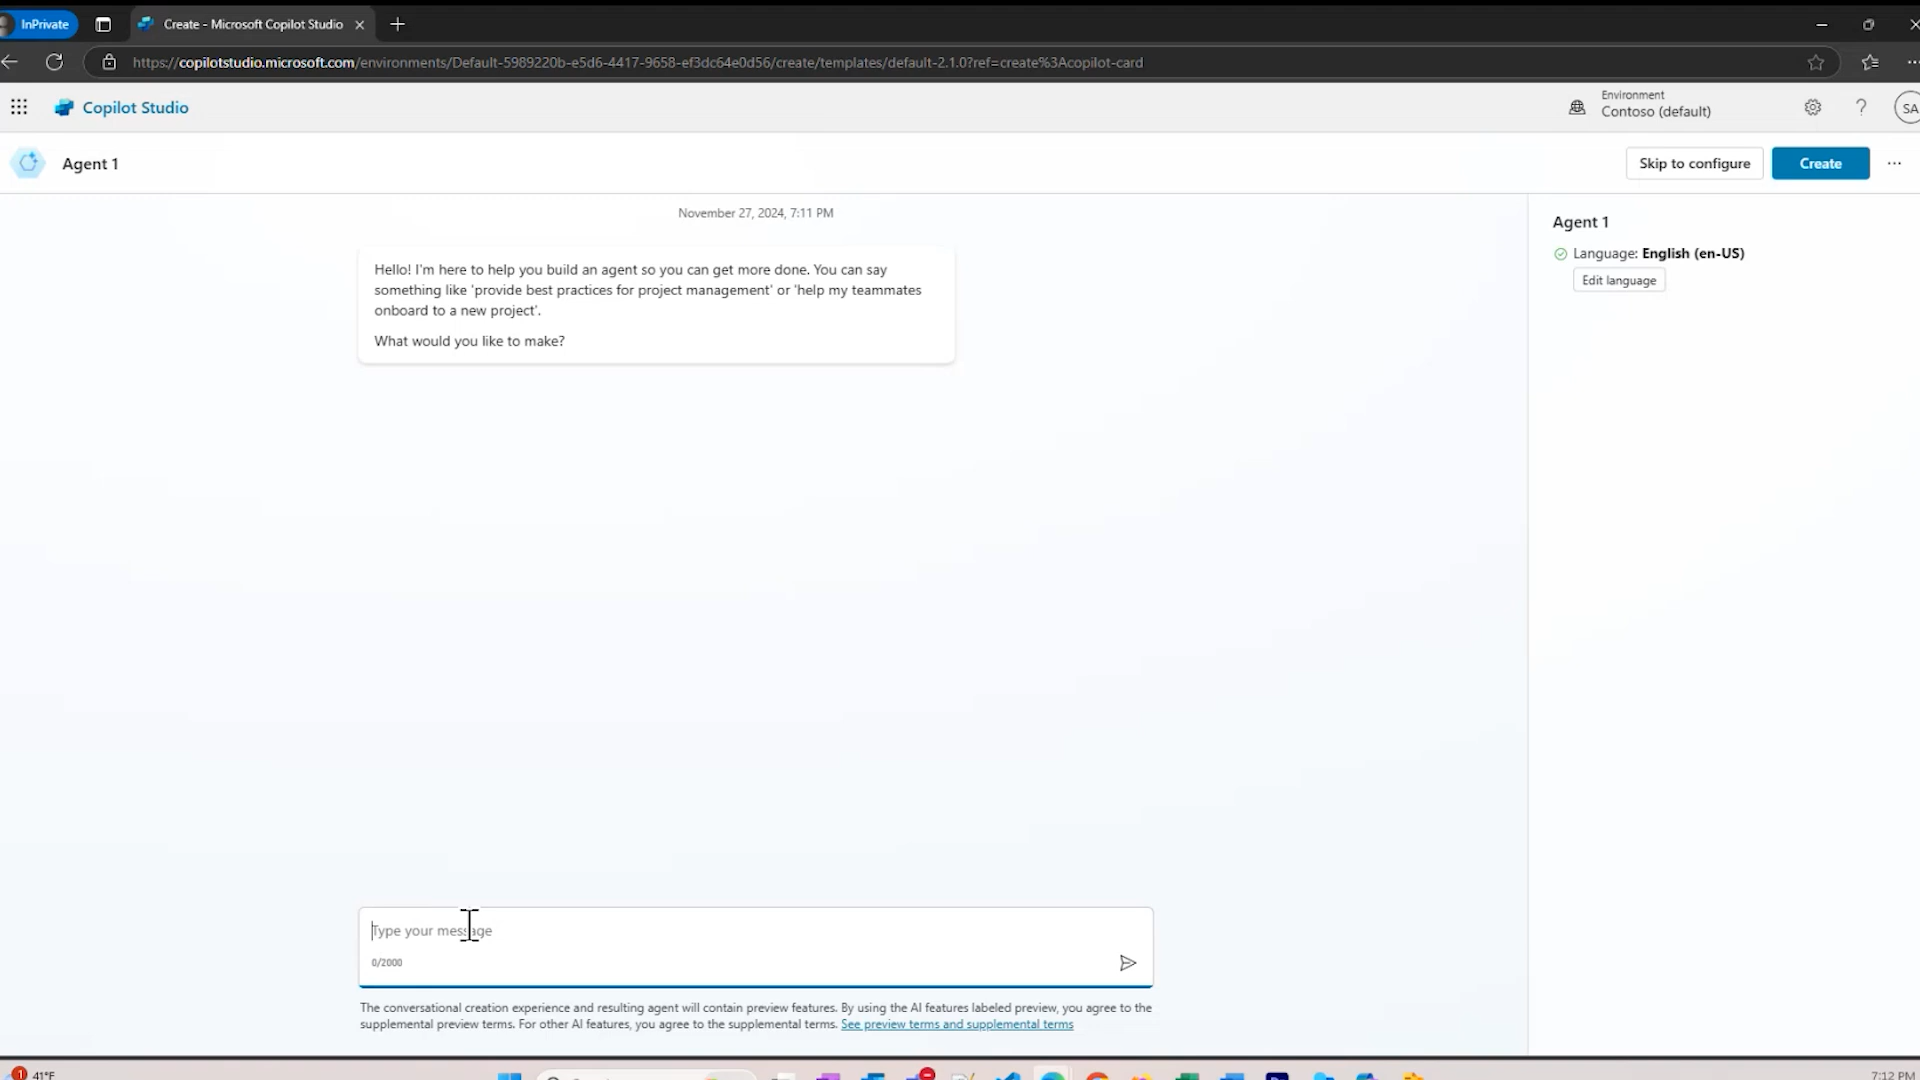 InPrivate
Create - Microsoft Copilot Studio
https://copilotstudio.microsoft.com/environments/Default-5989220b-e5d6-4417-9658-ef3dc64e0d56/create/templates/default-2.1.0?ref=create%3Acopilot-card
Copilot Studio
Environment
Contoso (default)
?
SA
Agent 1
Skip to configure
Create
...
November 27, 2024, 7:11 PM
Hello! I'm here to help you build an agent so you can get more done. You can say
something like 'provide best practices for project management' or 'help my teammates
onboard to a new project'.
What would you like to make?
Agent 1
Language: English (en-US)
Edit language
Type your message
0/2000
The conversational creation experience and resulting agent will contain preview features. By using the AI features labeled preview, you agree to the
supplemental preview terms. For other AI features, you agree to the supplemental terms. See preview terms and supplemental terms
1
41°F
7:12 PM